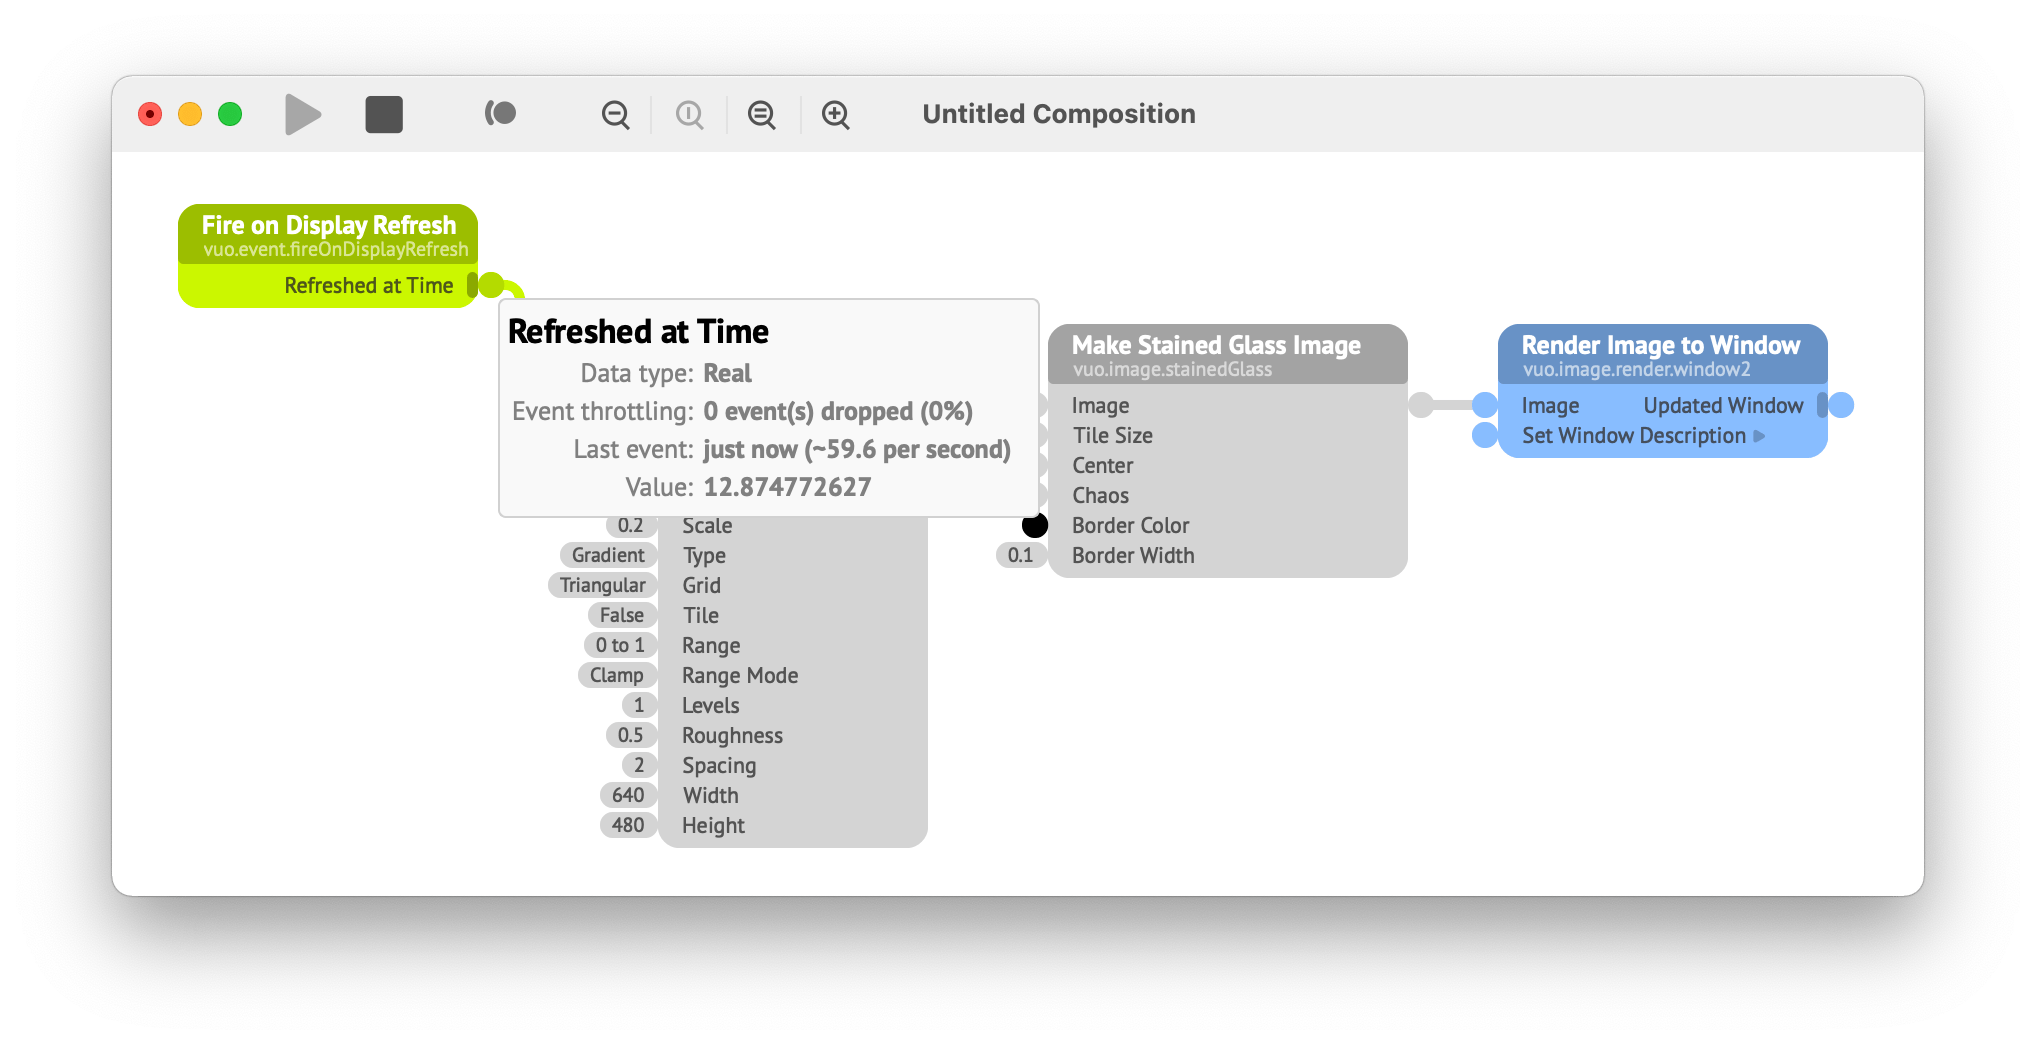 Untitled Composition
Fire on Display Refresh
vuo.event.fireOnDisplayRefresh
Refreshed at Time
Refreshed at Time
Data type: Real
Event throttling: 0 event(s) dropped (0%)
Last event: just now (~59.6 per second)
Value: 12.874772627
0.2 Scale
Gradient Type
Triangular Grid
False Tile
0 to 1 Range
Clamp Range Mode
1 Levels
0.5 Roughness
2 Spacing
640 Width
480 Height
Make Stained Glass Image
vuo.image.stainedGlass
Image
Tile Size
Center
Chaos
Border Color
0.1 Border Width
Render Image to Window
vuo.image.render.window2
Image Updated Window
Set Window Description